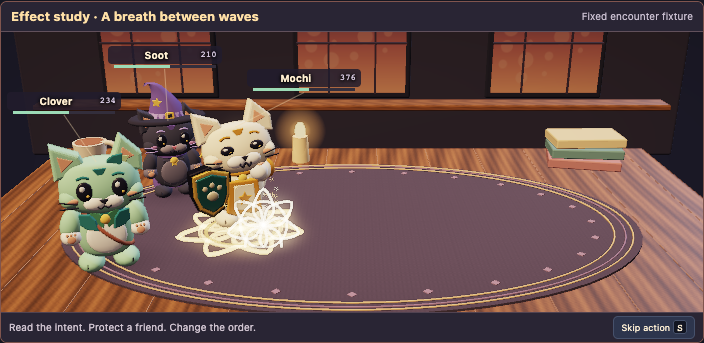 Effect study · A breath between waves
Fixed encounter fixture
Soot 210
Mochi 376
Clover 234
Read the intent. Protect a friend. Change the order.
Skip action S